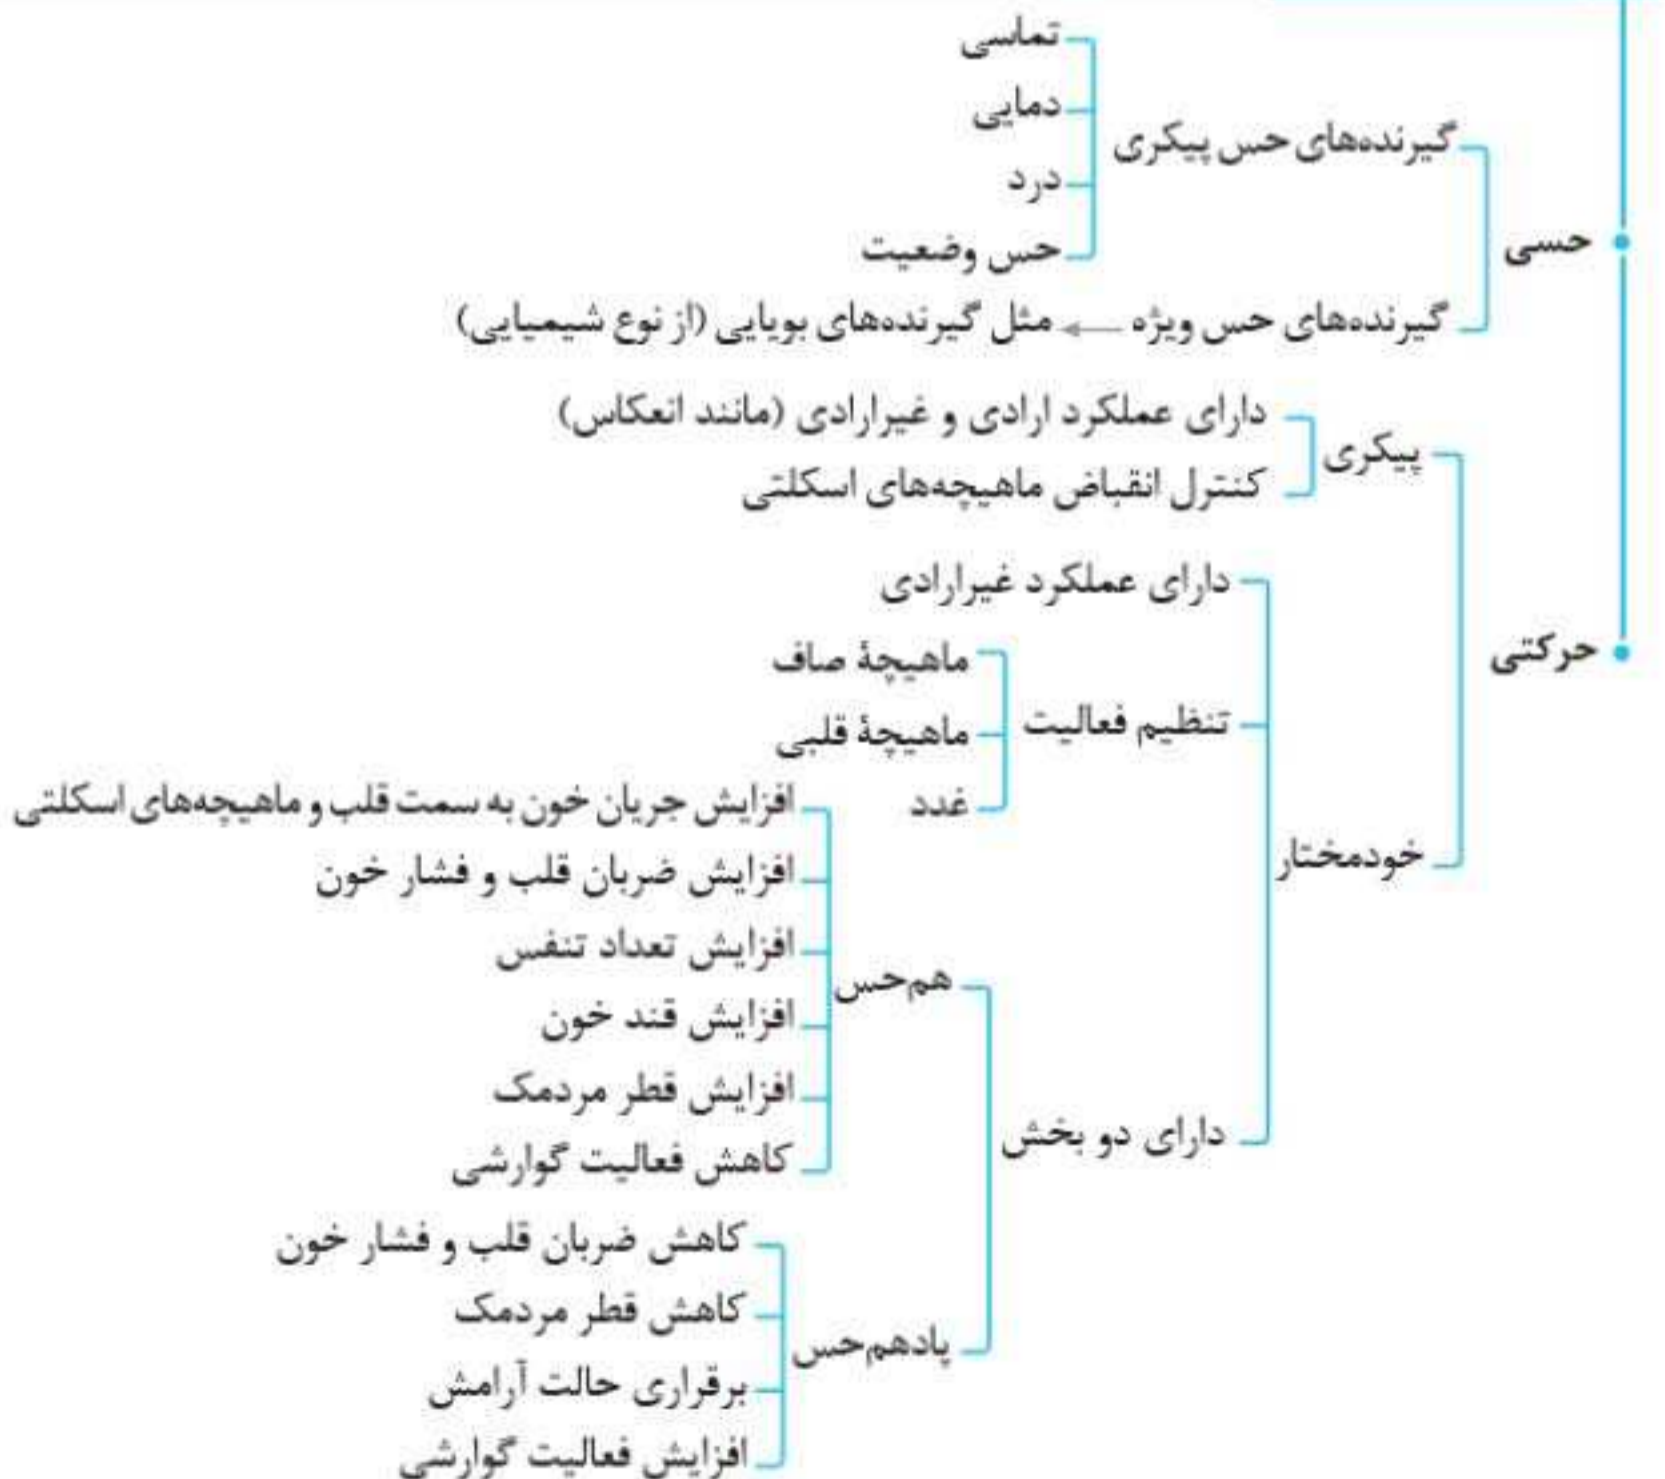 تماسی
دمایی
گیرنده‌های حس پیکری
درد
حسی
حس وضعیت
گیرنده‌های حس ویژه ← مثل گیرنده‌های بویایی (از نوع شیمیایی)
دارای عملکرد ارادی و غیرارادی (مانند انعکاس)
پیکری
کنترل انقباض ماهیچه‌های اسکلتی
دارای عملکرد غیرارادی
حرکتی
ماهیچهٔ صاف
تنظیم فعالیت
ماهیچهٔ قلبی
غدد
خودمختار
افزایش جریان خون به سمت قلب و ماهیچه‌های اسکلتی
افزایش ضربان قلب و فشار خون
افزایش تعداد تنفس
هم‌حس
افزایش قند خون
افزایش قطر مردمک
دارای دو بخش
کاهش فعالیت گوارشی
کاهش ضربان قلب و فشار خون
کاهش قطر مردمک
پادهم‌حس
برقراری حالت آرامش
افزایش فعالیت گوارشی